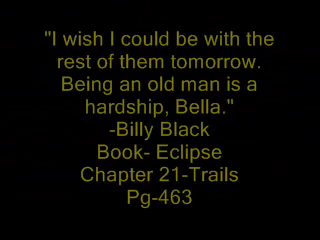 "I wish I could be with the
rest of them tomorrow.
Being an old man is a
hardship, Bella."
-Billy Black
Book- Eclipse
Chapter 21-Trails
Pg-463